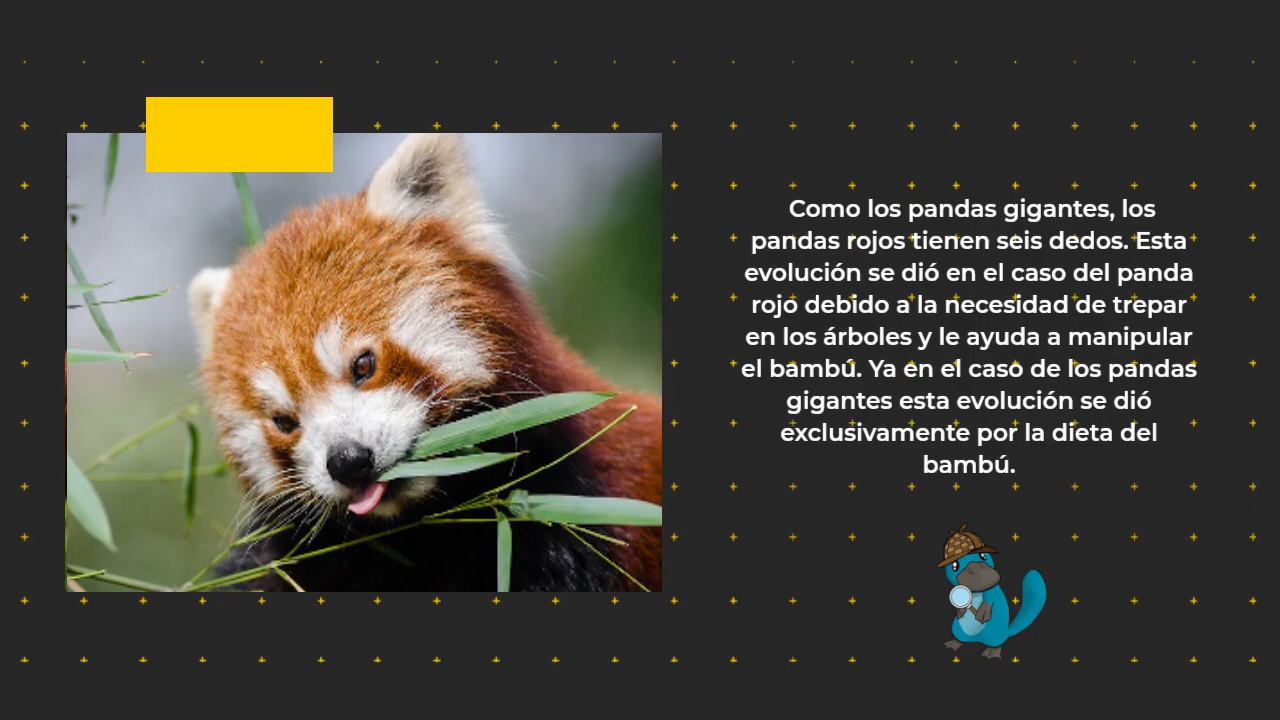 Como los pandas gigantes, los
pandas rojos tienen seis dedos. Esta
evolución se dió en el caso del panda
rojo debido a la necesidad de trepar
en los árboles y le ayuda a manipular
el bambú. Ya en el caso de los pandas
gigantes esta evolución se dió
exclusivamente por la dieta del
bambú.